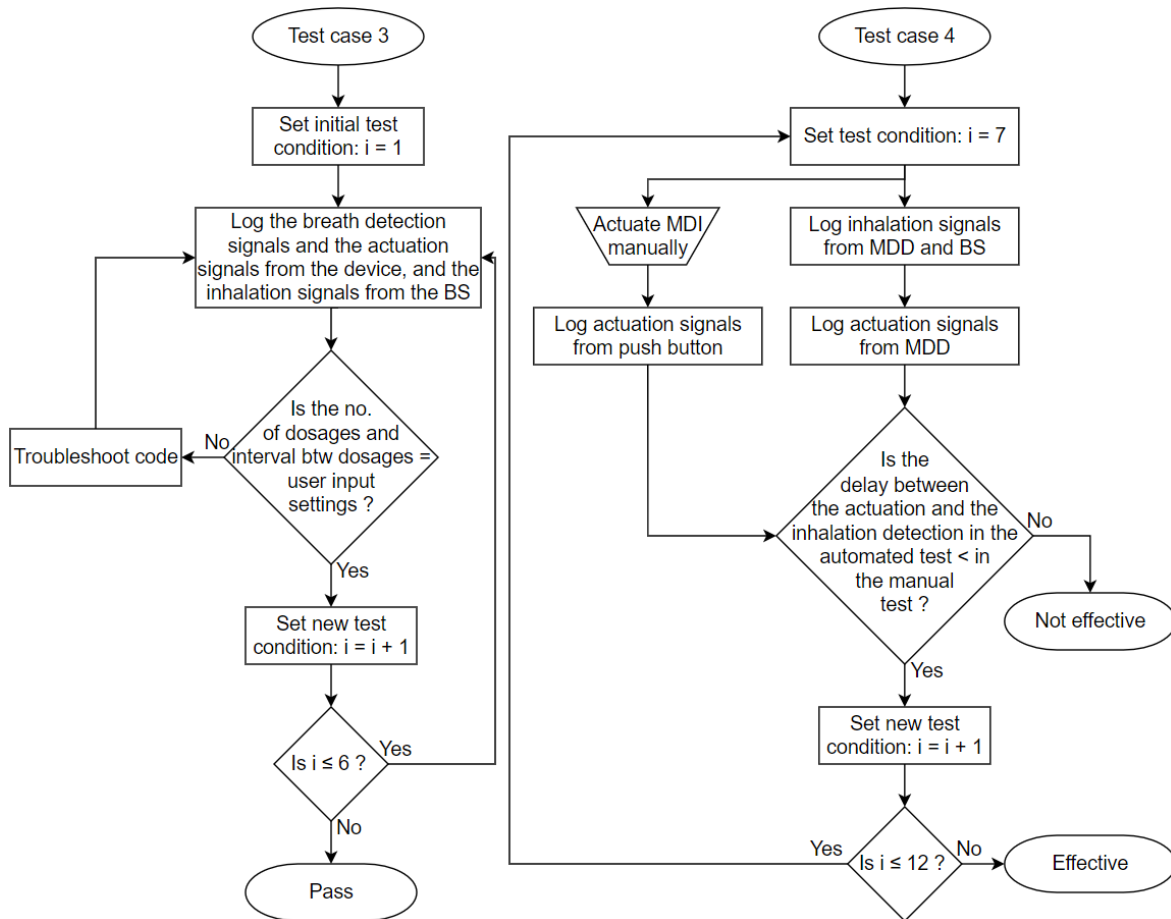 Test case 3
Set initial test
condition: i = 1
Log the breath detection
signals and the actuation
signals from the device, and the
inhalation signals from the BS
Is the no.
of dosages and
interval btw dosages =
user input
settings ?
No
Troubleshoot code
Yes
Set new test
condition: i = i + 1
Is i ≤ 6 ?
Yes
No
Pass
Test case 4
Set test condition: i = 7
Actuate MDI
manually
Log inhalation signals
from MDD and BS
Log actuation signals
from push button
Log actuation signals
from MDD
Is the
delay between
the actuation and the
inhalation detection in the
automated test < in
the manual
test ?
No
Not effective
Yes
Set new test
condition: i = i + 1
Is i ≤ 12 ?
Yes
No
Effective